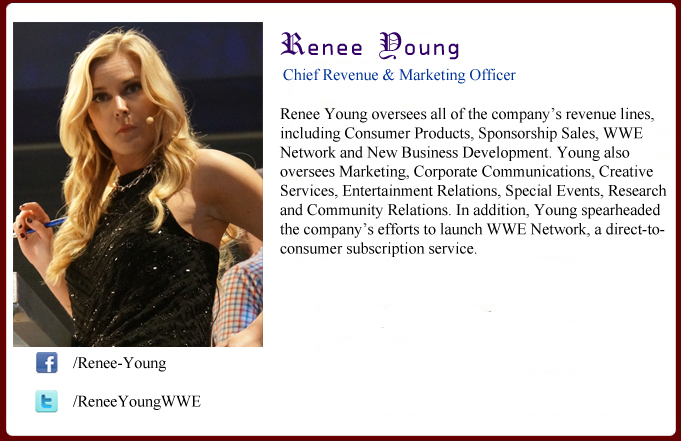 Renee Young
Chief Revenue & Marketing Officer
Renee Young oversees all of the company’s revenue lines,
including Consumer Products, Sponsorship Sales, WWE
Network and New Business Development. Young also
oversees Marketing, Corporate Communications, Creative
Services, Entertainment Relations, Special Events, Research
and Community Relations. In addition, Young spearheaded
the company’s efforts to launch WWE Network, a direct-to-
consumer subscription service.
f /Renee-Young
t /ReneeYoungWWE